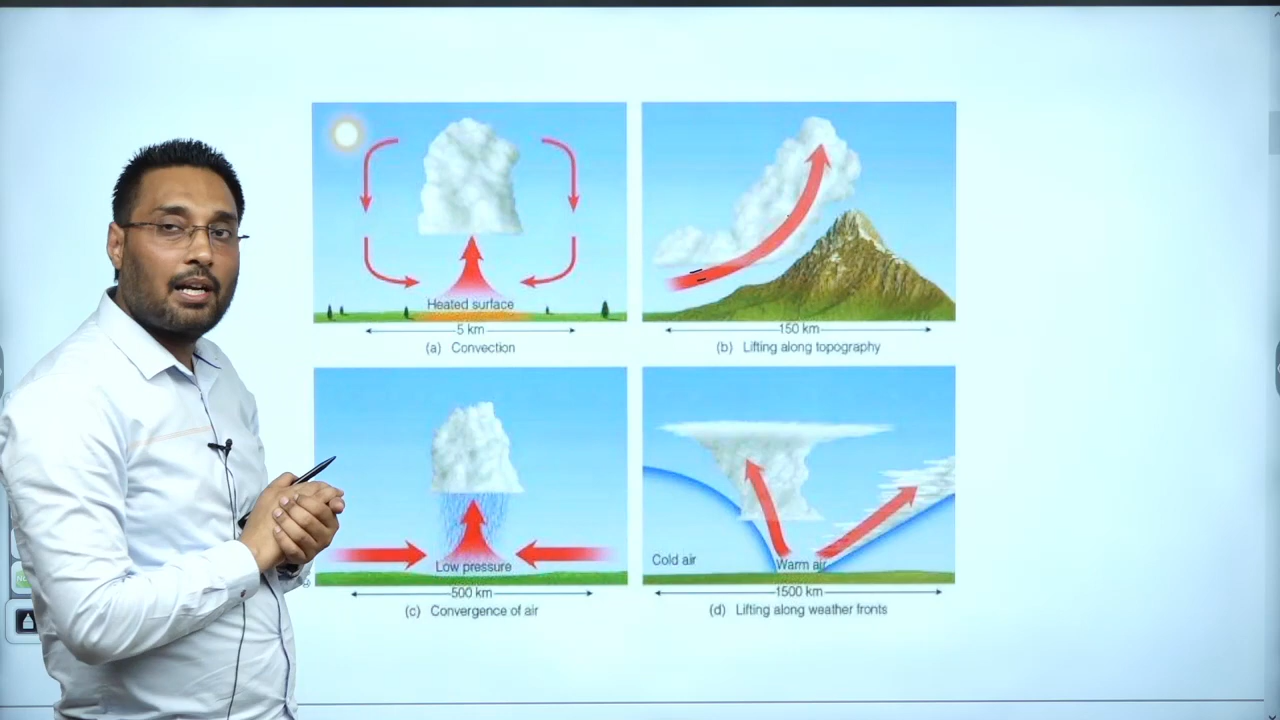 Heated surface
5 km
(a) Convection
150 km
(b) Lifting along topography
Low pressure
500 km
(c) Convergence of air
Cold air
Warm air
1500 km
(d) Lifting along weather fronts